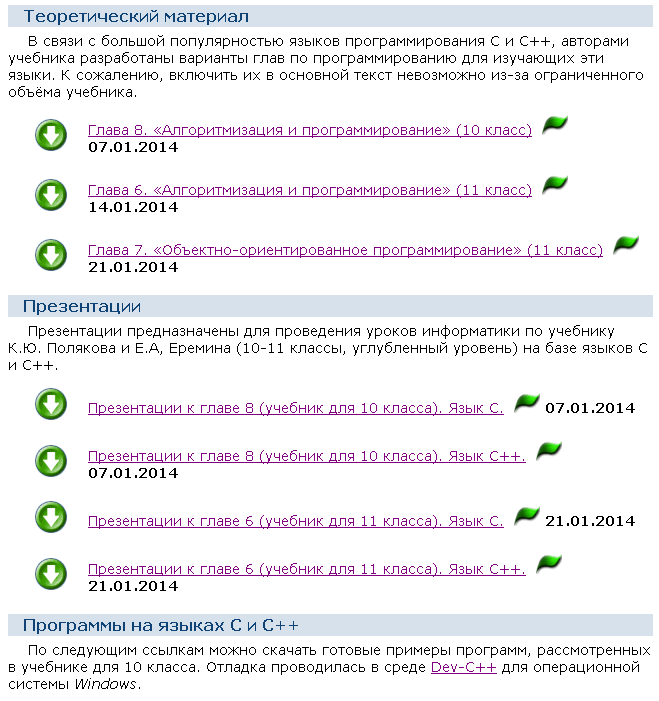 Теоретический материал
В связи с большой популярностью языков программирования C и C++, авторами
учебника разработаны варианты глав по программированию для изучающих эти
языки. К сожалению, включить их в основной текст невозможно из-за ограниченного
объёма учебника.
Глава 8. «Алгоритмизация и программирование» (10 класс)
07.01.2014
Глава 6. «Алгоритмизация и программирование» (11 класс)
14.01.2014
Глава 7. «Объектно-ориентированное программирование» (11 класс)
21.01.2014
Презентации
Презентации предназначены для проведения уроков информатики по учебнику
К.Ю. Полякова и Е.А, Еремина (10-11 классы, углубленный уровень) на базе языков C
и C++.
Презентации к главе 8 (учебник для 10 класса). Язык C. 07.01.2014
Презентации к главе 8 (учебник для 10 класса). Язык C++.
07.01.2014
Презентации к главе 6 (учебник для 11 класса). Язык C. 21.01.2014
Презентации к главе 6 (учебник для 11 класса). Язык C++.
21.01.2014
Программы на языках C и C++
По следующим ссылкам можно скачать готовые примеры программ, рассмотренных
в учебнике для 10 класса. Отладка проводилась в среде Dev-C++ для операционной
системы Windows.